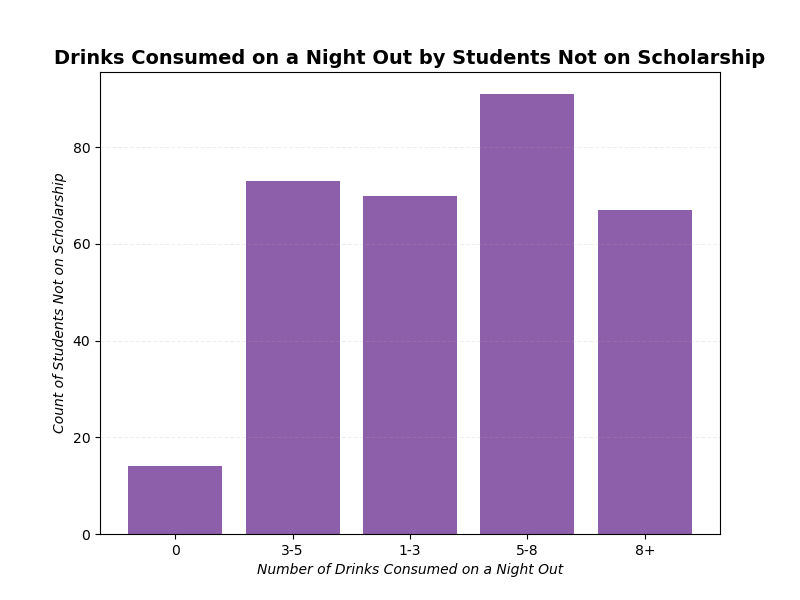 Drinks Consumed on a Night Out by Students Not on Scholarship
Count of Students Not on Scholarship
80
60
40
20
0
0 3-5 1-3 5-8 8+
Number of Drinks Consumed on a Night Out